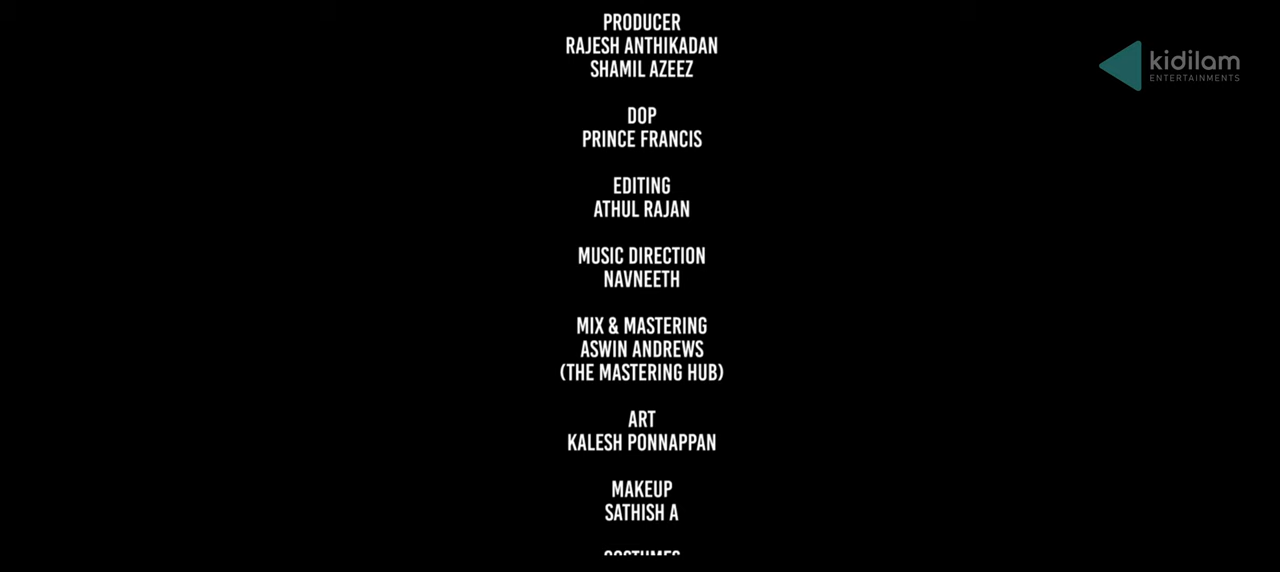 PRODUCER
RAJESH ANTHIKADAN
SHAMIL AZEEZ
kidilam
ENTERTAINMENTS
DOP
PRINCE FRANCIS
EDITING
ATHUL RAJAN
MUSIC DIRECTION
NAVNEETH
MIX & MASTERING
ASWIN ANDREWS
(THE MASTERING HUB)
ART
KALESH PONNAPPAN
MAKEUP
SATHISH A
COSTUMES